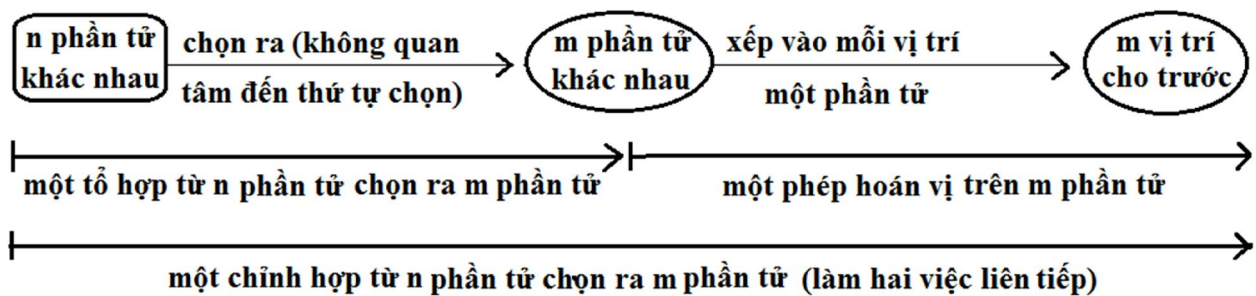 n phần tử
khác nhau
chọn ra (không quan
tâm đến thứ tự chọn)
m phần tử
khác nhau
xếp vào mỗi vị trí
một phần tử
m vị trí
cho trước
một tổ hợp từ n phần tử chọn ra m phần tử
một phép hoán vị trên m phần tử
một chỉnh hợp từ n phần tử chọn ra m phần tử (làm hai việc liên tiếp)